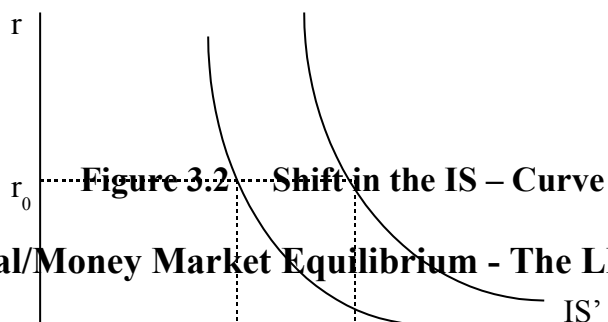 r
r₀ Figure 3.2 Shift in the IS – Curve
al/Money Market Equilibrium - The L
IS’